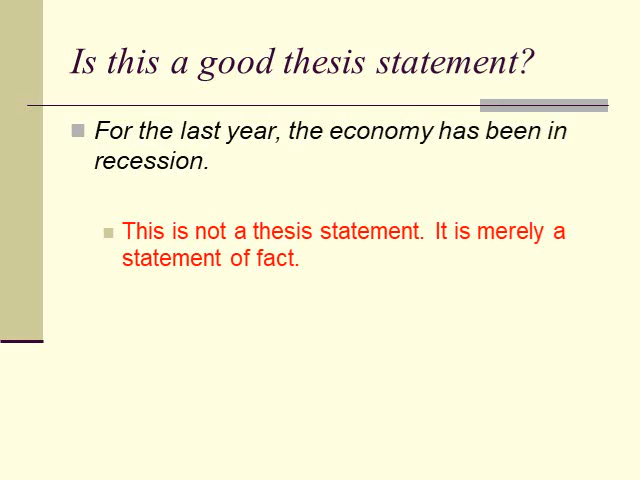 Is this a good thesis statement?
For the last year, the economy has been in
recession.
This is not a thesis statement. It is merely a
statement of fact.